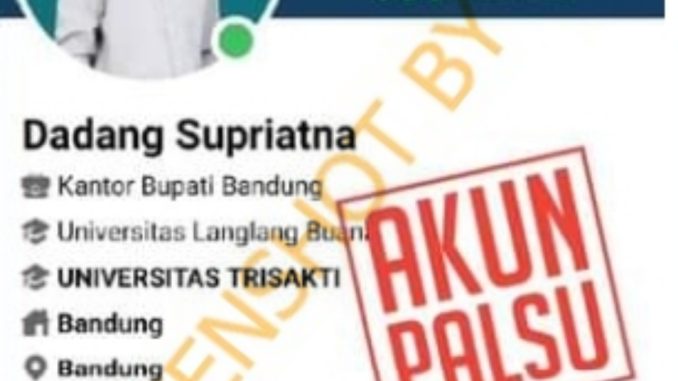 Dadang Supriatna
Kantor Bupati Bandung
Universitas Langlang Buana
UNIVERSITAS TRISAKTI
Bandung
Bandung
AKUN
PALSU
ENSHOT BY